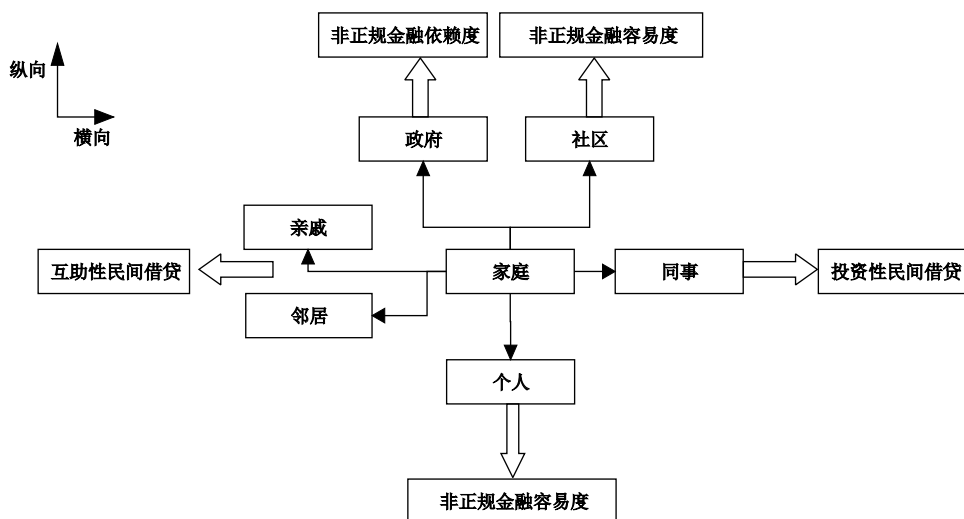 非正规金融依赖度
非正规金融容易度
纵向
横向
政府
社区
亲戚
互助性民间借贷
家庭
同事
投资性民间借贷
邻居
个人
非正规金融容易度